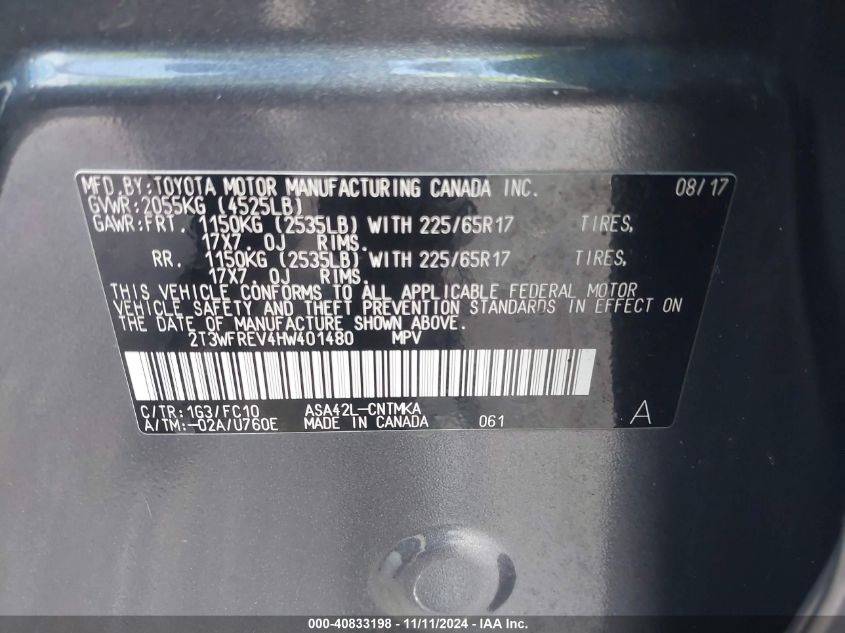 MFD.BY:TOYOTA MOTOR MANUFACTURING CANADA INC. 08/17
GVWR:2055KG (4525LB)
GAWR:FRT. 1150KG (2535LB) WITH 225/65R17 TIRES,
17X7.0J RIMS.
RR. 1150KG (2535LB) WITH 225/65R17 TIRES,
17X7.0J RIMS.
THIS VEHICLE CONFORMS TO ALL APPLICABLE FEDERAL MOTOR
VEHICLE SAFETY AND THEFT PREVENTION STANDARDS IN EFFECT ON
THE DATE OF MANUFACTURE SHOWN ABOVE.
2T3WFREV4HW401480 MPV
C/TR:1G3/FC10 ASA42L-CNTMKA
A/TM:-02A/U760E MADE IN CANADA 061 A
000-40833198 - 11/11/2024 - IAAI, Inc.